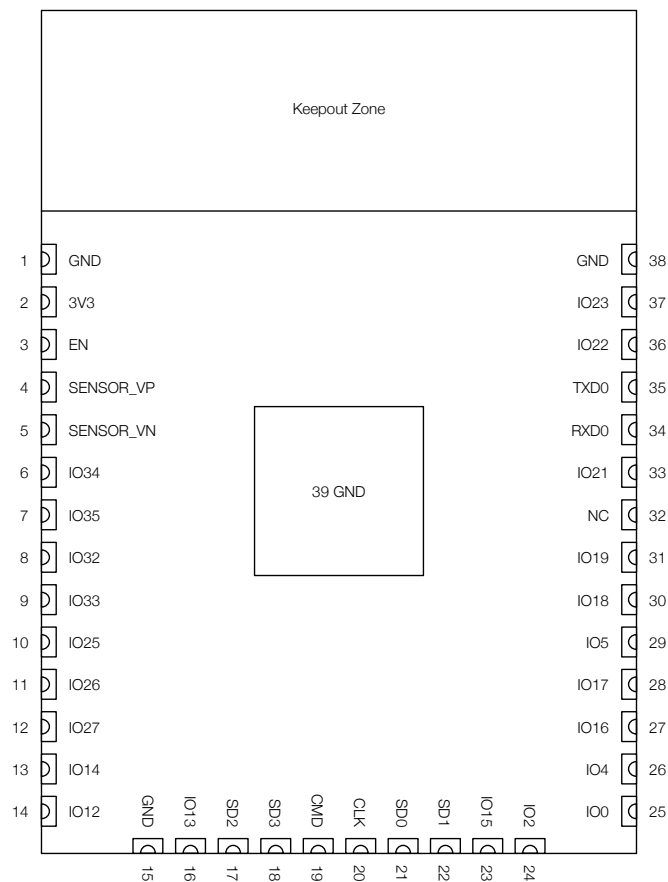 Keepout Zone
1 GND
GND 38
2 3V3
IO23 37
3 EN
IO22 36
4 SENSOR_VP
TXD0 35
5 SENSOR_VN
RXD0 34
6 IO34
IO21 33
39 GND
7 IO35
NC 32
8 IO32
IO19 31
9 IO33
IO18 30
10 IO25
IO5 29
11 IO26
IO17 28
12 IO27
IO16 27
13 IO14
IO4 26
14 IO12
IO0 25
GND 15
IO13 16
SD2 17
SD3 18
CMD 19
CLK 20
SD0 21
SD1 22
IO15 23
IO2 24